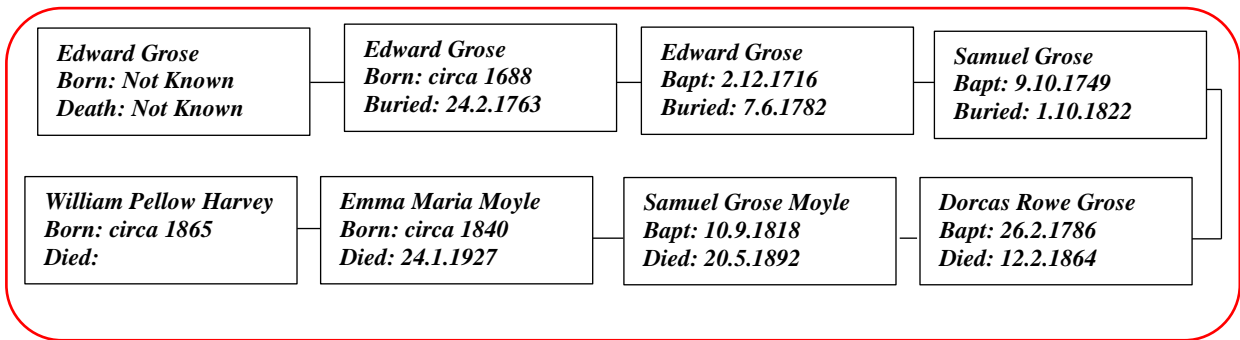 Edward Grose
Born: Not Known
Death: Not Known
Edward Grose
Born: circa 1688
Buried: 24.2.1763
Edward Grose
Bapt: 2.12.1716
Buried: 7.6.1782
Samuel Grose
Bapt: 9.10.1749
Buried: 1.10.1822
William Pellow Harvey
Born: circa 1865
Died:
Emma Maria Moyle
Born: circa 1840
Died: 24.1.1927
Samuel Grose Moyle
Bapt: 10.9.1818
Died: 20.5.1892
Dorcas Rowe Grose
Bapt: 26.2.1786
Died: 12.2.1864